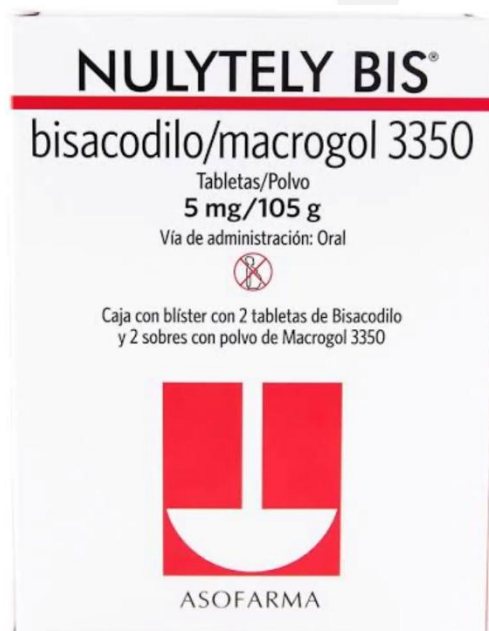 NULYTELY BIS®
bisacodilo/macrogol 3350
Tabletas/Polvo
5 mg/105 g
Vía de administración: Oral
Caja con blíster con 2 tabletas de Bisacodilo
y 2 sobres con polvo de Macrogol 3350
ASOFARMA